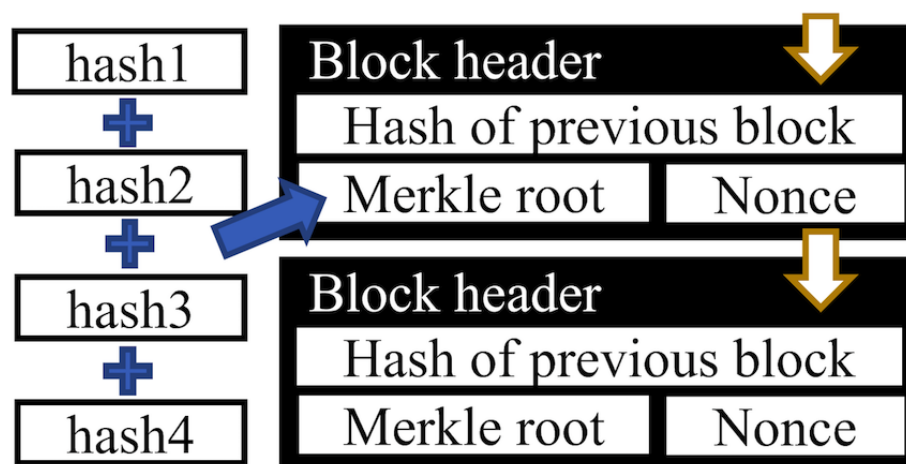 hash1
hash2
hash3
hash4
Block header
Hash of previous block
Merkle root
Nonce
Block header
Hash of previous block
Merkle root
Nonce